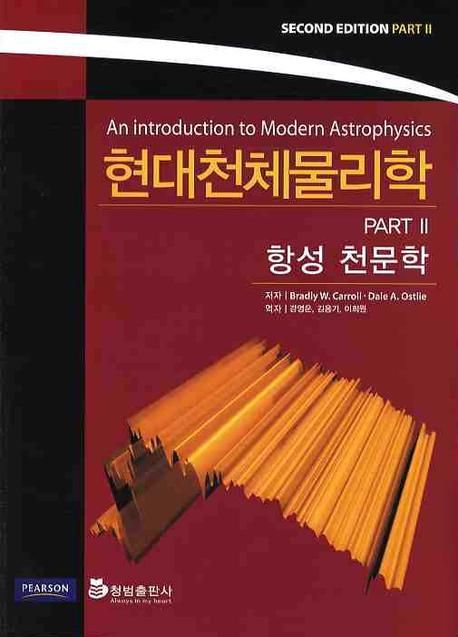 SECOND EDITION PART II
An introduction to Modern Astrophysics
현대천체물리학
PART II
항성 천문학
저자 | Bradly W. Carroll · Dale A. Ostlie
역자 | 강영운, 김용기, 이희원
PEARSON
청범출판사
Always in my heart.